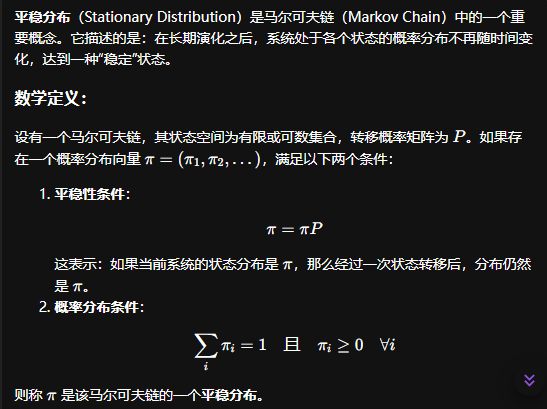 平稳分布（Stationary Distribution）是马尔可夫链（Markov Chain）中的一个重
要概念。它描述的是：在长期演化之后，系统处于各个状态的概率分布不再随时间变
化，达到一种“稳定”状态。
数学定义：
设有一个马尔可夫链，其状态空间为有限或可数集合，转移概率矩阵为 P。如果存
在一个概率分布向量 π = (π₁, π₂, …)，满足以下两个条件：
1. 平稳性条件：
π = πP
这表示：如果当前系统的状态分布是 π，那么经过一次状态转移后，分布仍然
是 π。
2. 概率分布条件：
∑ᵢ πᵢ = 1 且 πᵢ ≥ 0 ∀i
则称 π 是该马尔可夫链的一个平稳分布。